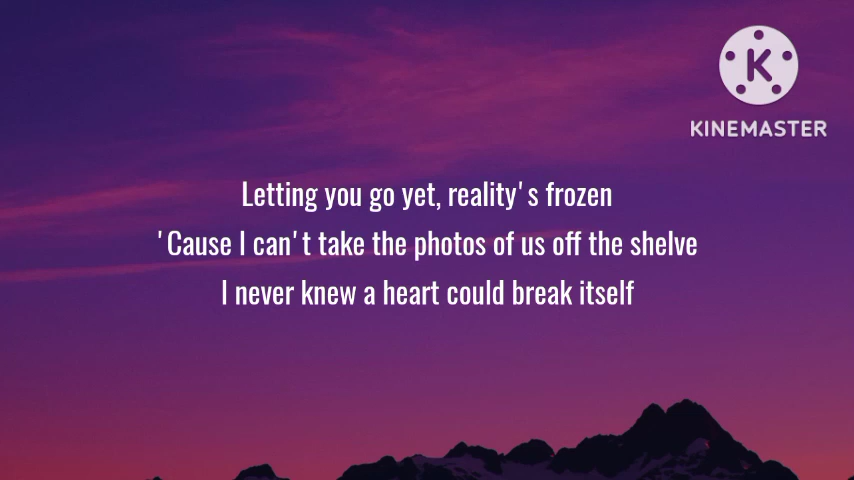 K
KINEMASTER
Letting you go yet, reality's frozen
'Cause I can't take the photos of us off the shelve
I never knew a heart could break itself